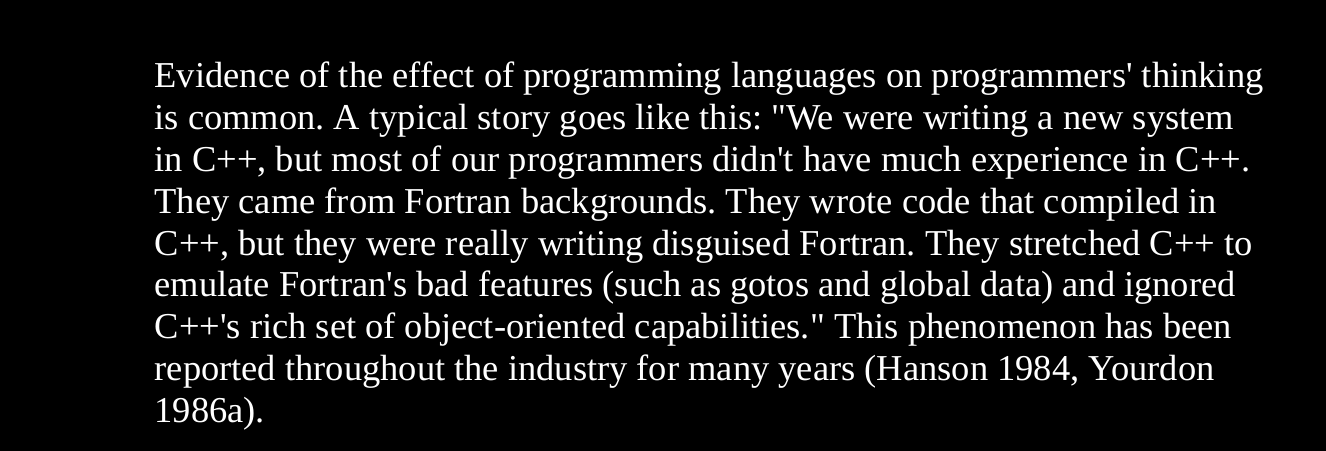 Evidence of the effect of programming languages on programmers' thinking
is common. A typical story goes like this: "We were writing a new system
in C++, but most of our programmers didn't have much experience in C++.
They came from Fortran backgrounds. They wrote code that compiled in
C++, but they were really writing disguised Fortran. They stretched C++ to
emulate Fortran's bad features (such as gotos and global data) and ignored
C++'s rich set of object-oriented capabilities." This phenomenon has been
reported throughout the industry for many years (Hanson 1984, Yourdon
1986a).